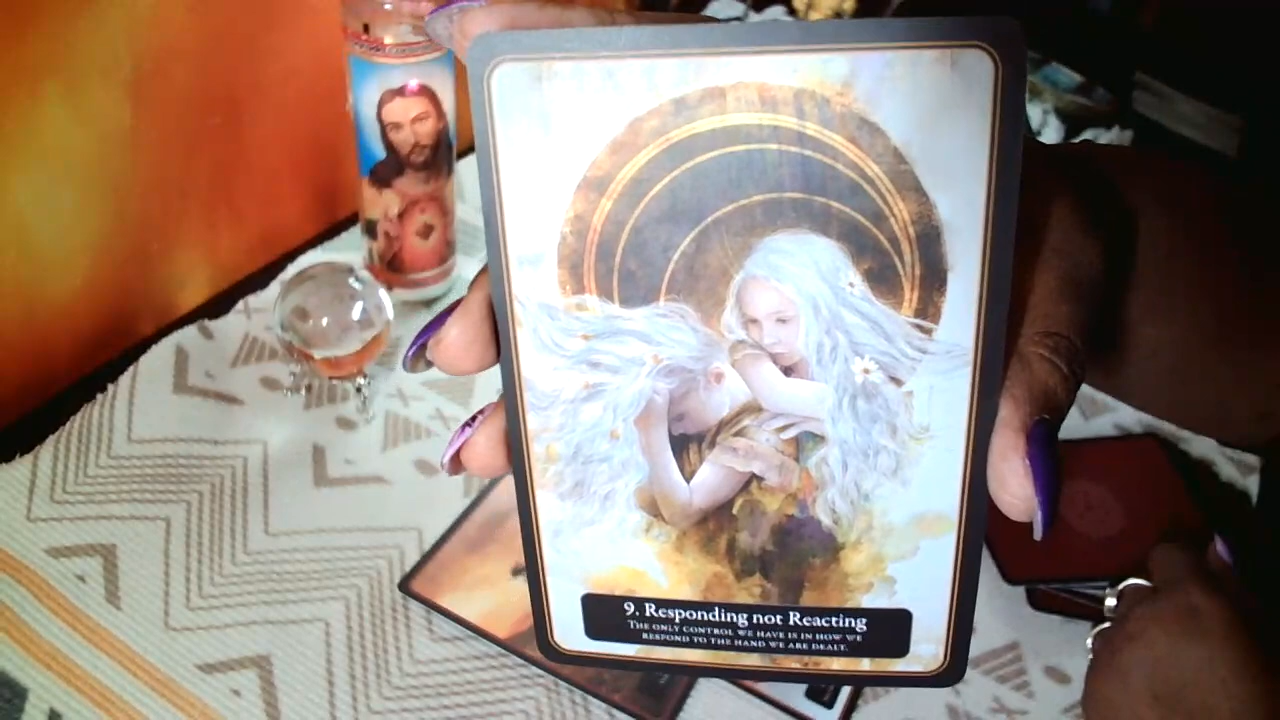 9. Responding not Reacting
The only control we have is in how we
respond to the hand we are dealt.